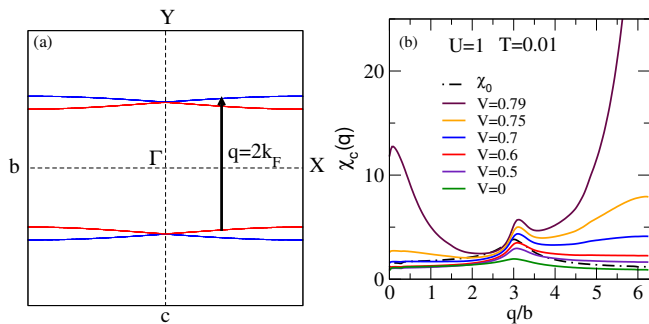 Y
(a)
b
Γ
X
q=2k_F
c
(b)
U=1 T=0.01
χ₀
V=0.79
V=0.75
V=0.7
V=0.6
V=0.5
V=0
χ_c(q)
0
10
20
0 1 2 3 4 5 6
q/b